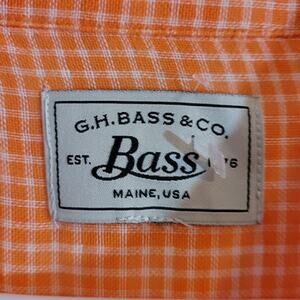 G.H.BASS & CO.
EST. Bass
MAINE, USA